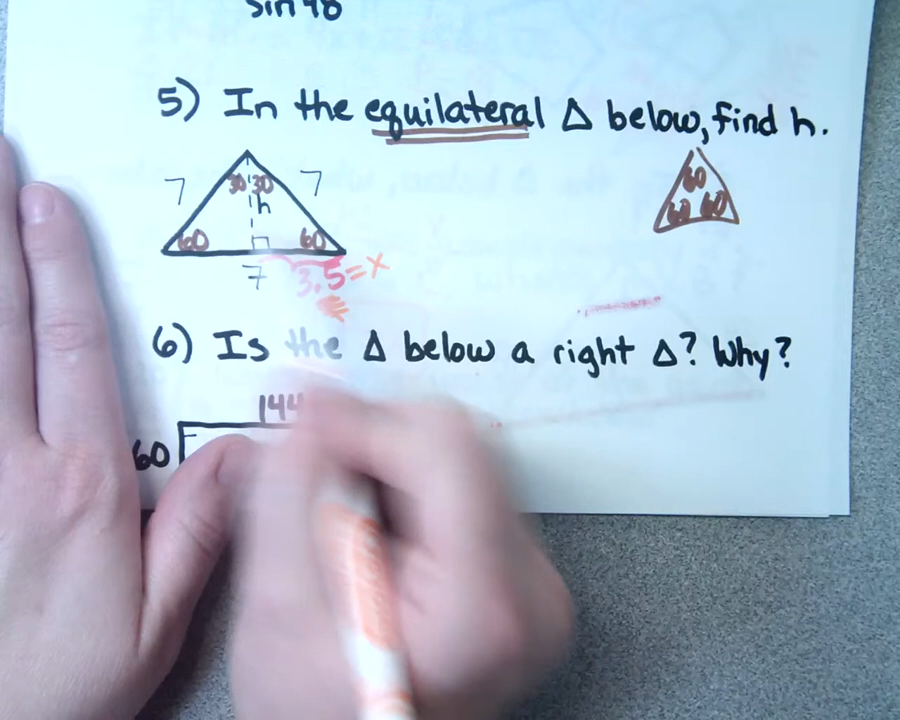 sin 48
5) In the equilateral Δ below, find h.
7 30 30 7
h
60 60
7 3.5 = x
60
60 60
6) Is the Δ below a right Δ? Why?
144
60